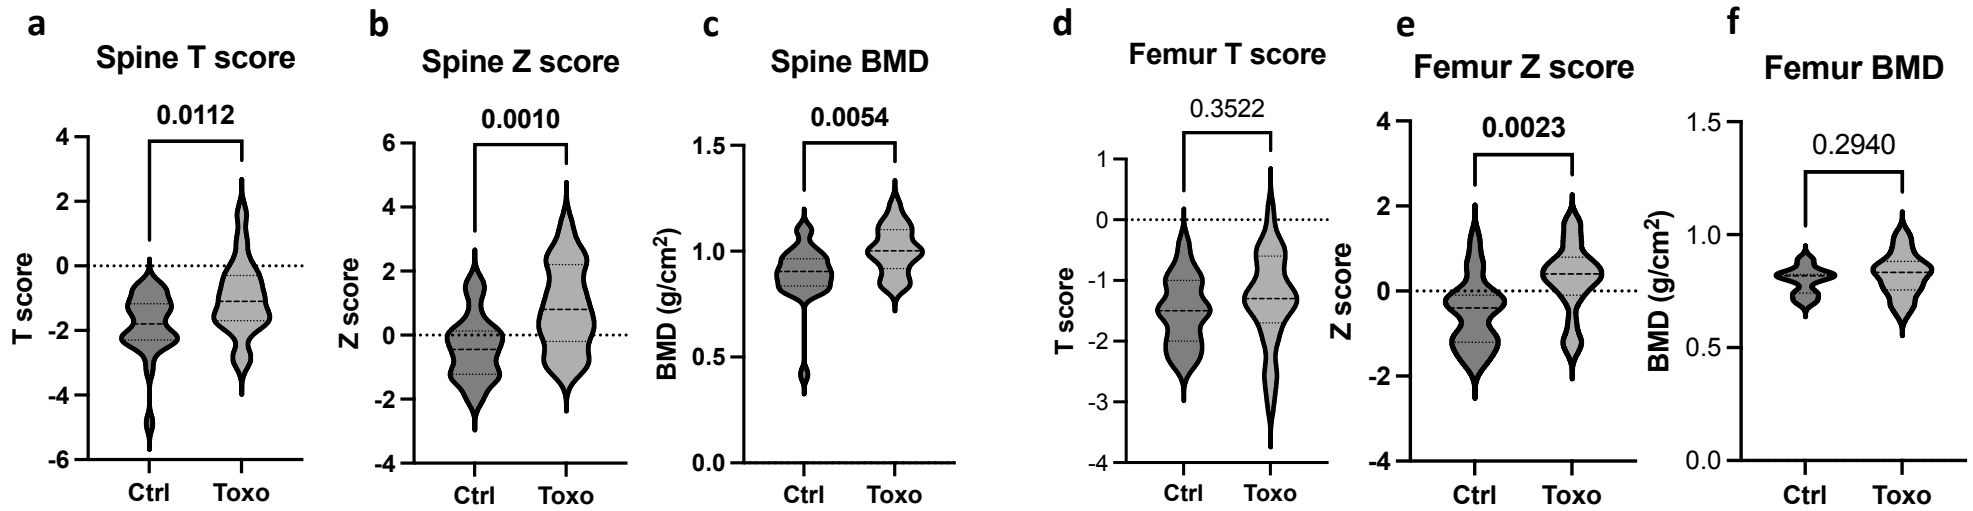 a
Spine T score
0.0112
T score
4
2
0
-2
-4
-6
Ctrl Toxo
b
Spine Z score
0.0010
Z score
6
4
2
0
-2
-4
Ctrl Toxo
c
Spine BMD
0.0054
BMD (g/cm²)
1.5
1.0
0.5
0.0
Ctrl Toxo
d
Femur T score
0.3522
T score
1
0
-1
-2
-3
-4
Ctrl Toxo
e
Femur Z score
0.0023
Z score
4
2
0
-2
-4
Ctrl Toxo
f
Femur BMD
0.2940
BMD (g/cm²)
1.5
1.0
0.5
0.0
Ctrl Toxo